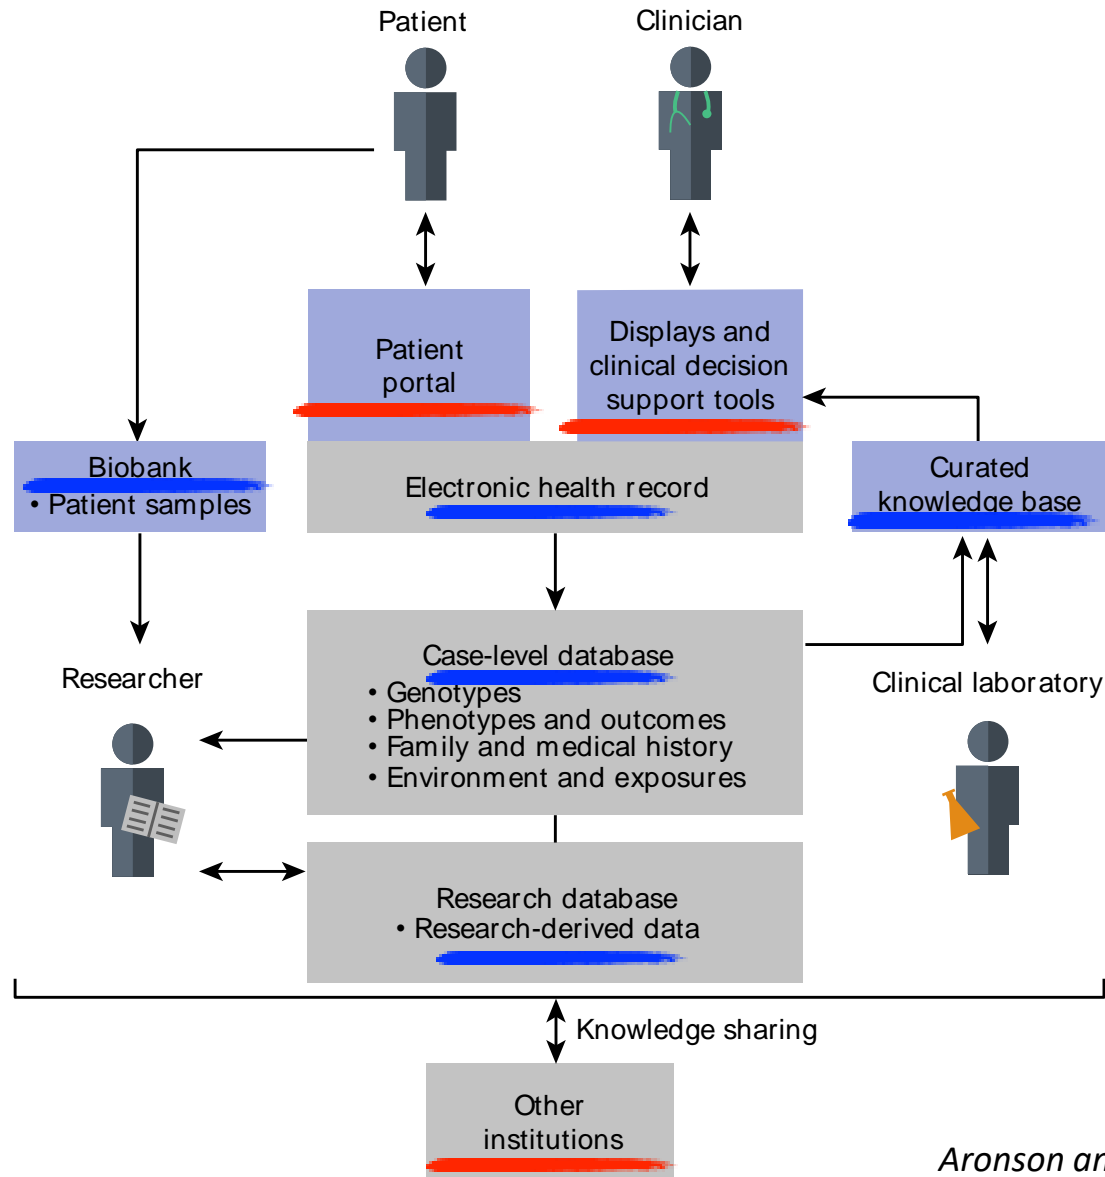 Patient
Clinician
Patient
portal
Displays and
clinical decision
support tools
Biobank
• Patient samples
Electronic health record
Curated
knowledge base
Case-level database
• Genotypes
• Phenotypes and outcomes
• Family and medical history
• Environment and exposures
Researcher
Clinical laboratory
Research database
• Research-derived data
Knowledge sharing
Other
institutions
Aronson